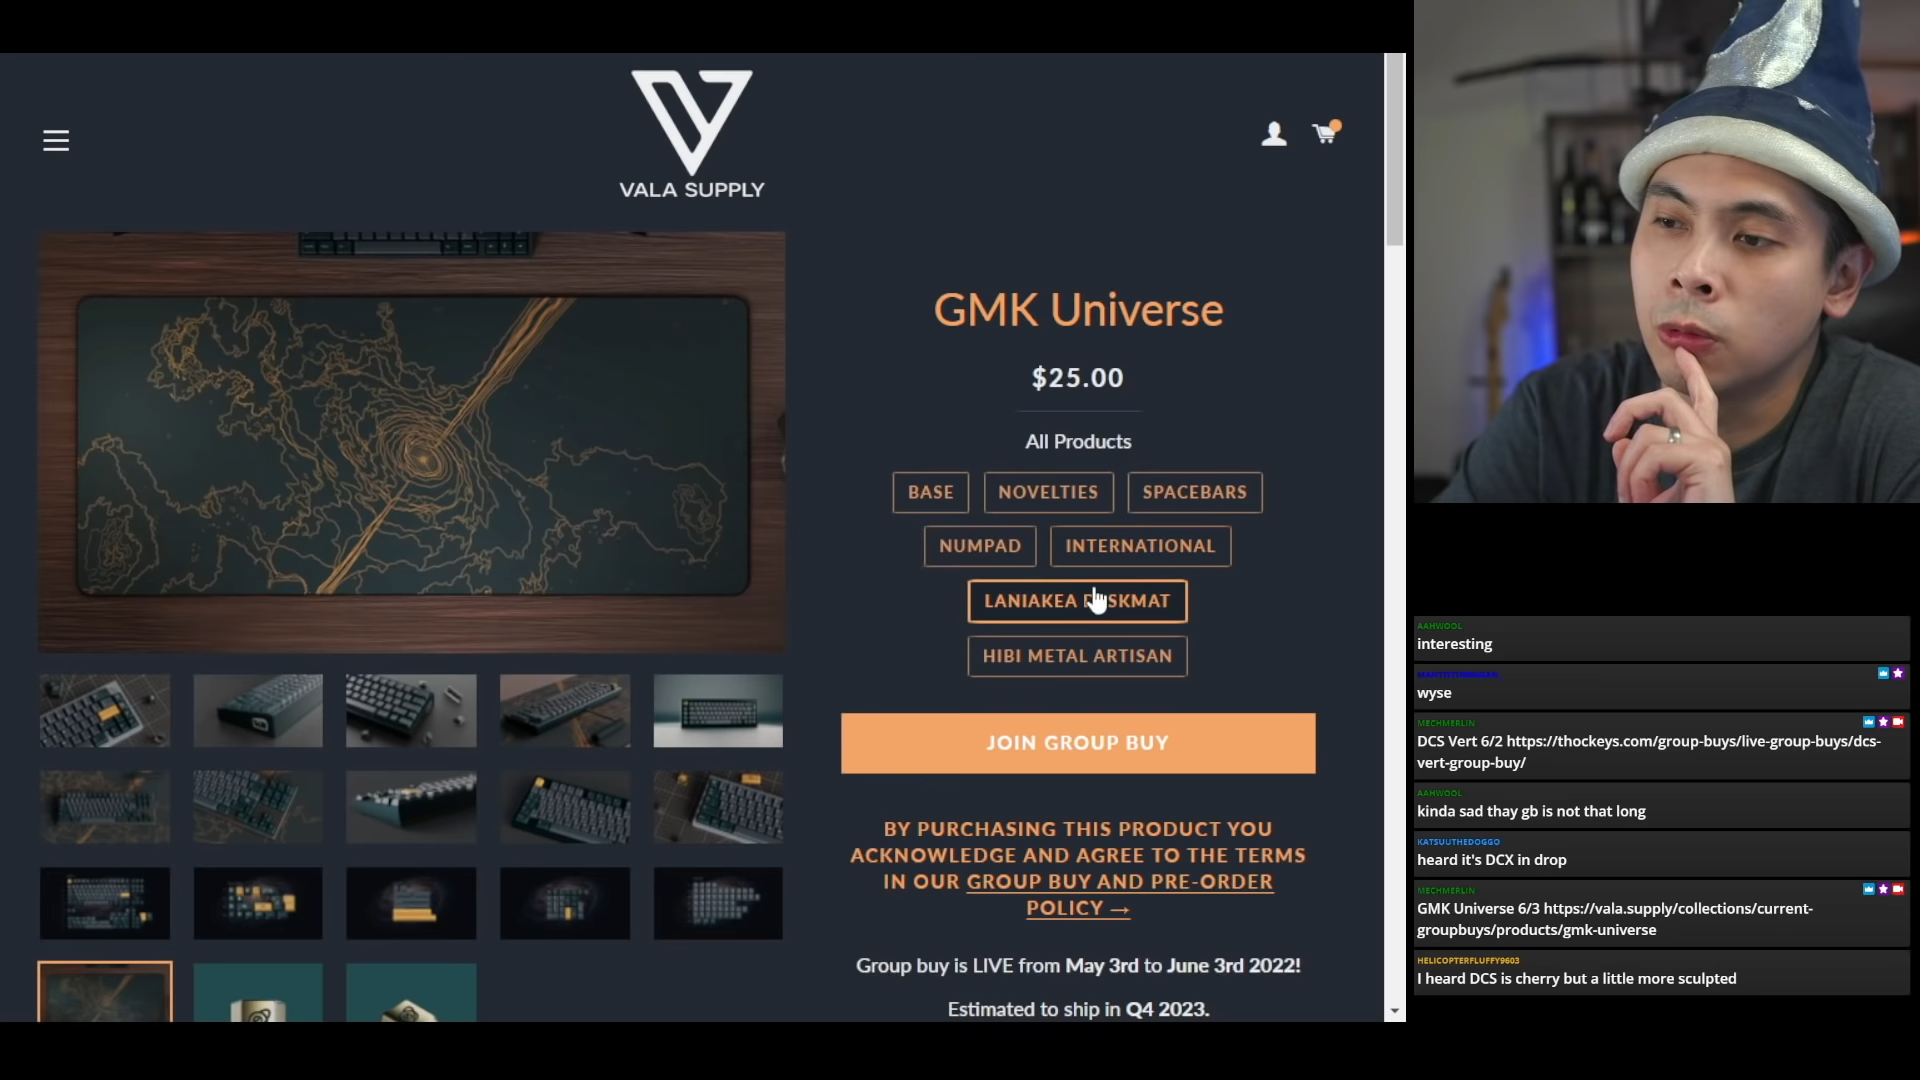 VALA SUPPLY
GMK Universe
$25.00
All Products
BASE
NOVELTIES
SPACEBARS
NUMPAD
INTERNATIONAL
LANIAKEA DESKMAT
HIBI METAL ARTISAN
JOIN GROUP BUY
BY PURCHASING THIS PRODUCT YOU
ACKNOWLEDGE AND AGREE TO THE TERMS
IN OUR GROUP BUY AND PRE-ORDER
POLICY →
Group buy is LIVE from May 3rd to June 3rd 2022!
Estimated to ship in Q4 2023.
AAHWOOL
interesting
wyse
MECHMERLIN
DCS Vert 6/2 https://thockeys.com/group-buys/live-group-buys/dcs-
vert-group-buy/
AAHWOOL
kinda sad thay gb is not that long
KATSUUTHEDOGGO
heard it's DCX in drop
MECHMERLIN
GMK Universe 6/3 https://vala.supply/collections/current-
groupbuys/products/gmk-universe
HELICOPTERFLUFFY9603
I heard DCS is cherry but a little more sculpted